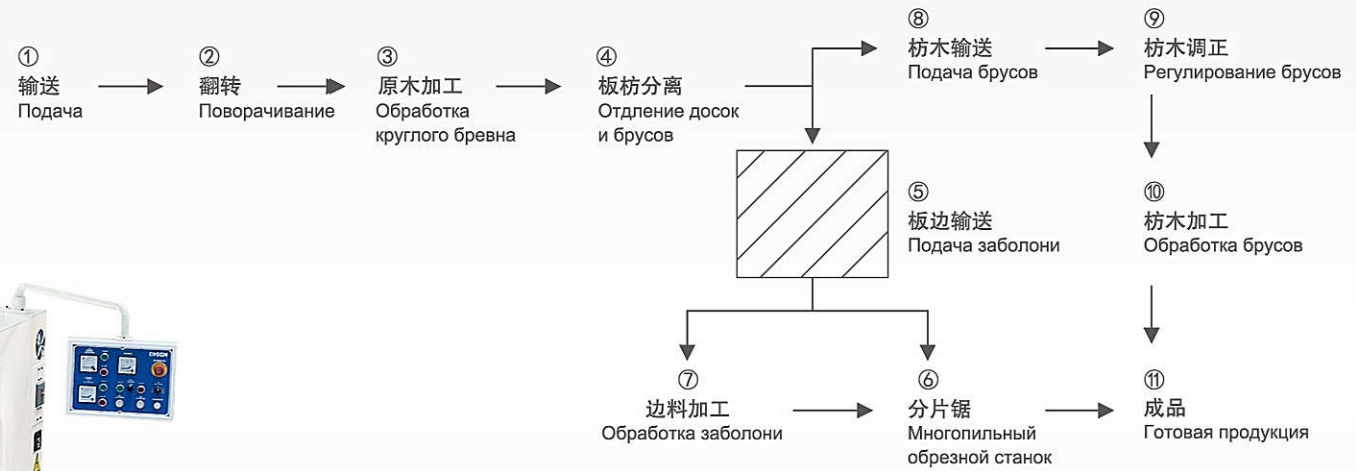 ①
输送
Подача
②
翻转
Поворачивание
③
原木加工
Обработка
круглого бревна
④
板枋分离
Отдление досок
и брусов
⑧
枋木输送
Подача брусов
⑨
枋木调正
Регулирование брусов
⑤
板边输送
Подача заболони
⑩
枋木加工
Обработка брусов
⑦
边料加工
Обработка заболони
⑥
分片锯
Многопильный
обрезной станок
⑪
成品
Готовая продукция